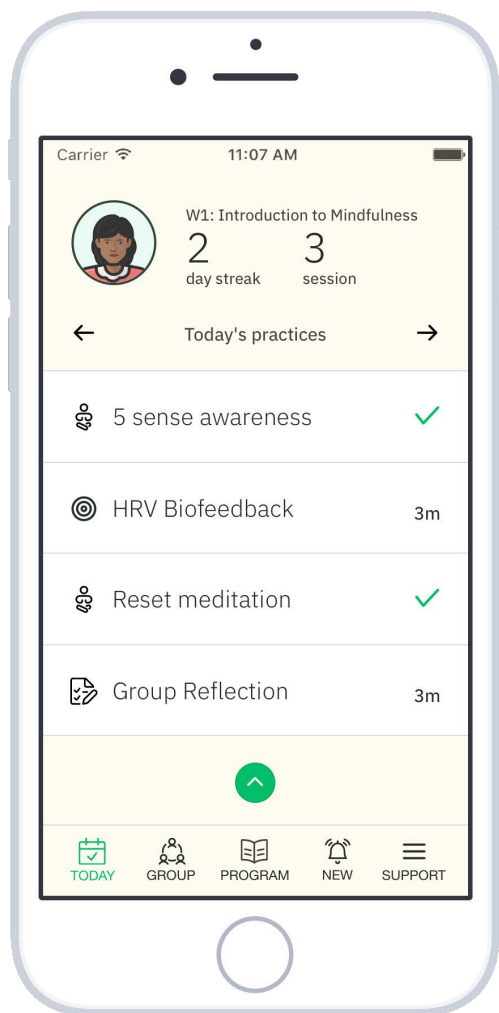 Carrier 11:07 AM
W1: Introduction to Mindfulness
2 3
day streak session
Today's practices
5 sense awareness
HRV Biofeedback 3m
Reset meditation
Group Reflection 3m
TODAY GROUP PROGRAM NEW SUPPORT